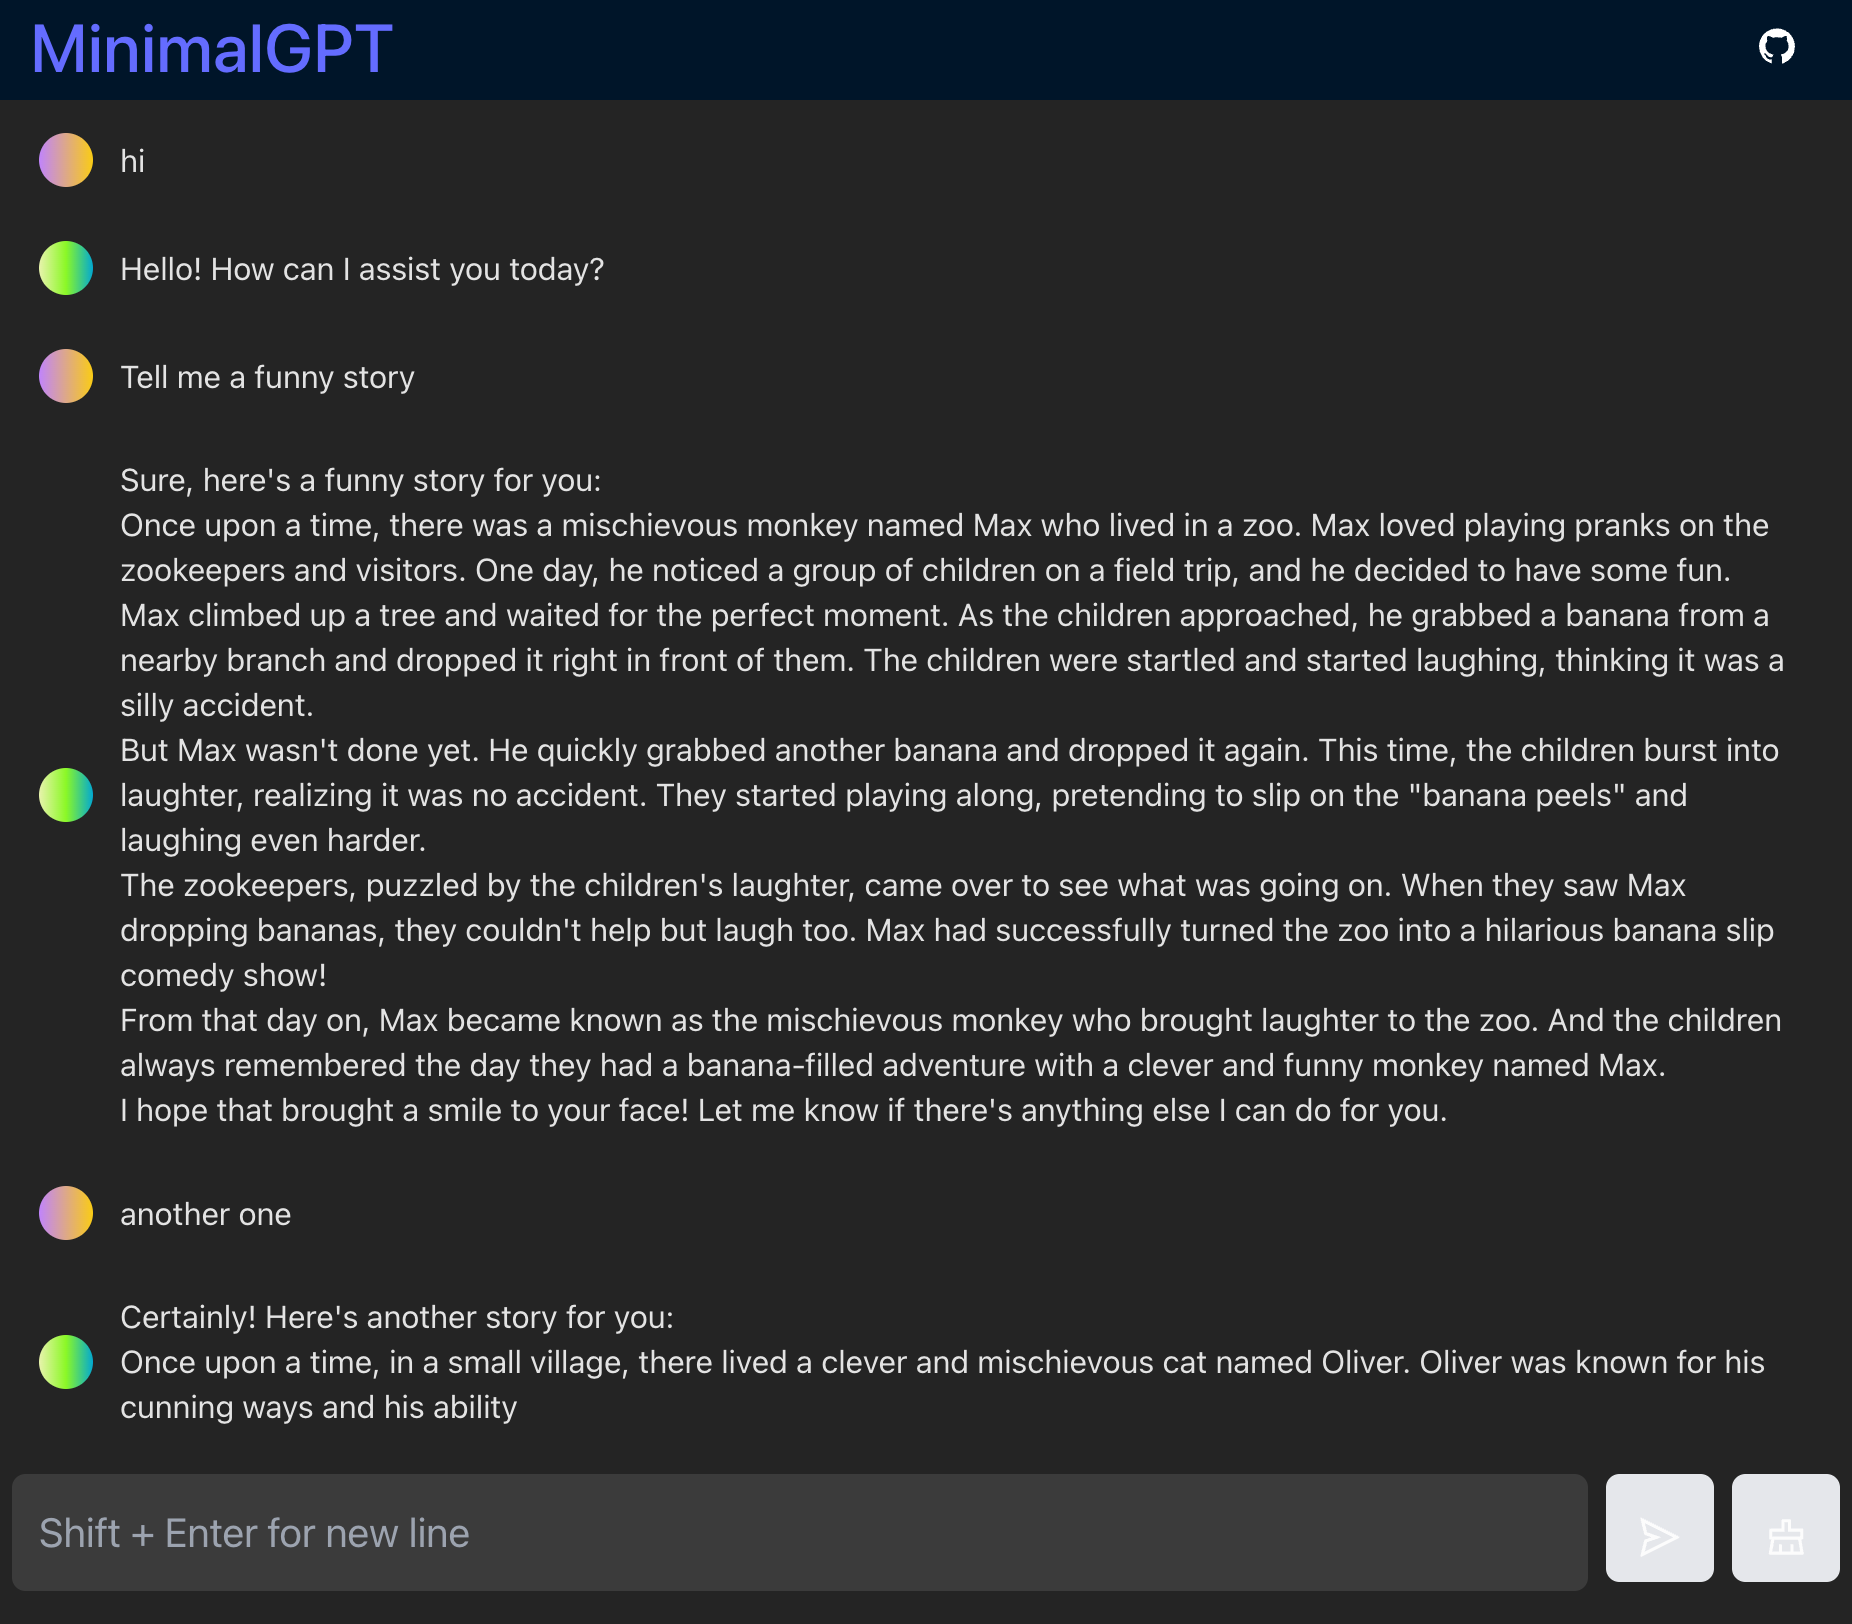 MinimalGPT
hi
Hello! How can I assist you today?
Tell me a funny story
Sure, here's a funny story for you:
Once upon a time, there was a mischievous monkey named Max who lived in a zoo. Max loved playing pranks on the
zookeepers and visitors. One day, he noticed a group of children on a field trip, and he decided to have some fun.
Max climbed up a tree and waited for the perfect moment. As the children approached, he grabbed a banana from a
nearby branch and dropped it right in front of them. The children were startled and started laughing, thinking it was a
silly accident.
But Max wasn't done yet. He quickly grabbed another banana and dropped it again. This time, the children burst into
laughter, realizing it was no accident. They started playing along, pretending to slip on the "banana peels" and
laughing even harder.
The zookeepers, puzzled by the children's laughter, came over to see what was going on. When they saw Max
dropping bananas, they couldn't help but laugh too. Max had successfully turned the zoo into a hilarious banana slip
comedy show!
From that day on, Max became known as the mischievous monkey who brought laughter to the zoo. And the children
always remembered the day they had a banana-filled adventure with a clever and funny monkey named Max.
I hope that brought a smile to your face! Let me know if there's anything else I can do for you.
another one
Certainly! Here's another story for you:
Once upon a time, in a small village, there lived a clever and mischievous cat named Oliver. Oliver was known for his
cunning ways and his ability
Shift + Enter for new line